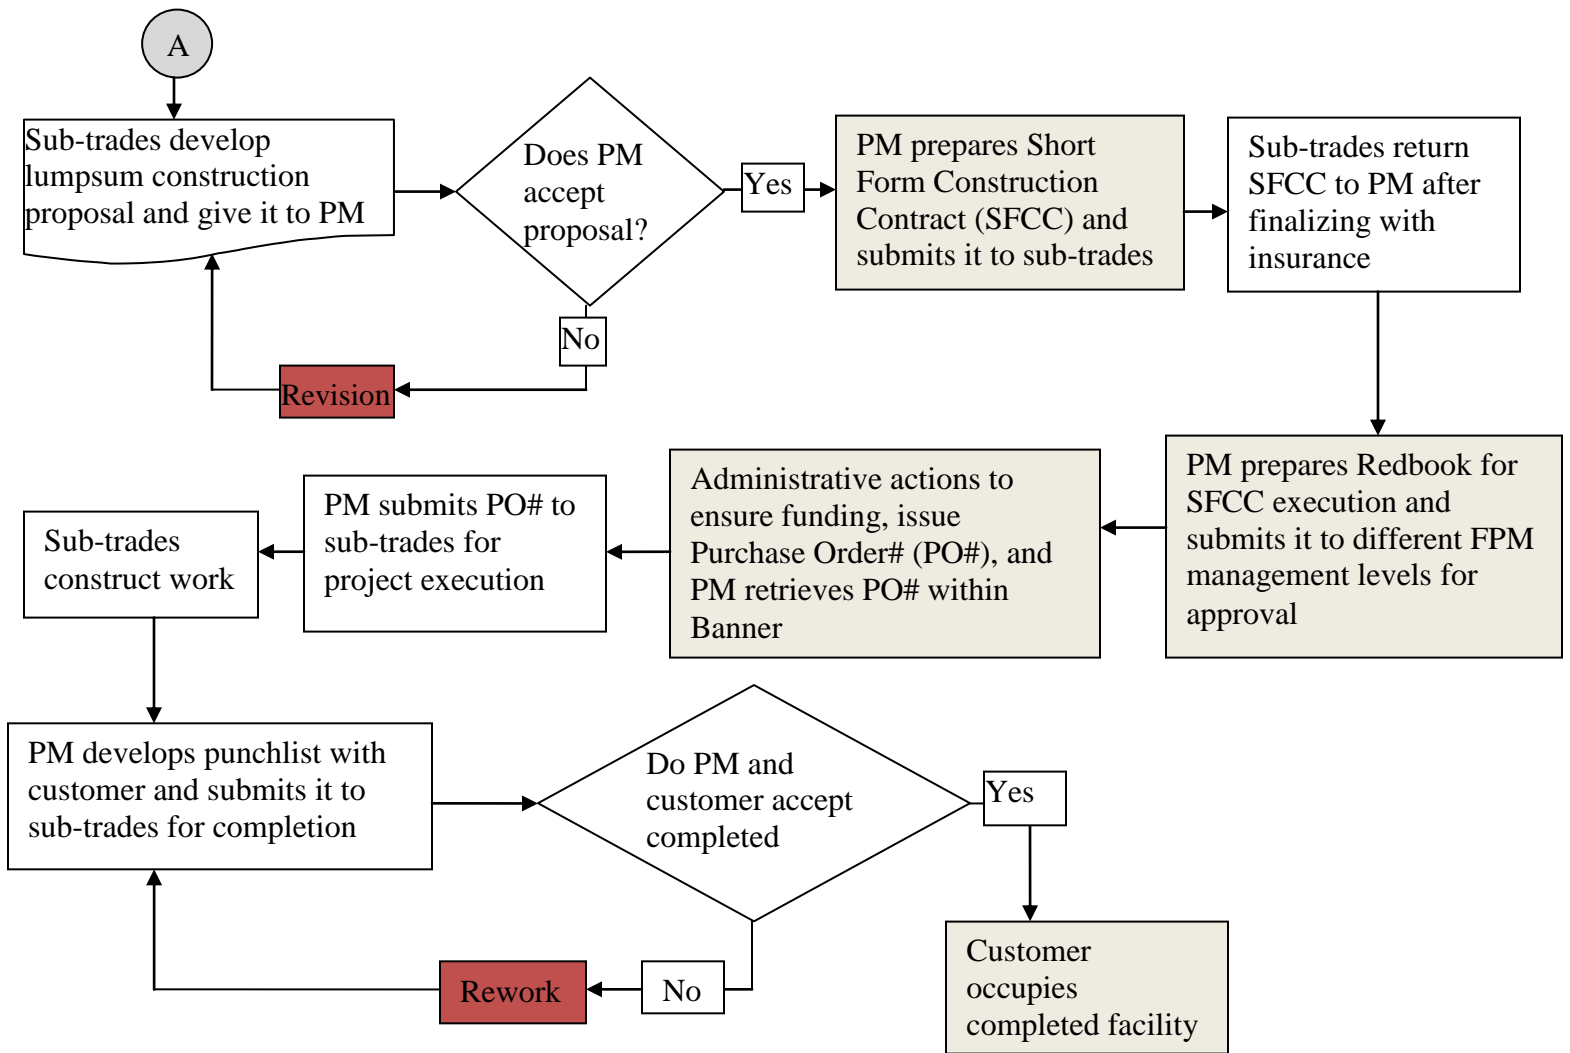 A
Sub-trades develop
lumpsum construction
proposal and give it to PM
Does PM
accept
proposal?
Yes
PM prepares Short
Form Construction
Contract (SFCC) and
submits it to sub-trades
Sub-trades return
SFCC to PM after
finalizing with
insurance
No
Revision
PM prepares Redbook for
SFCC execution and
submits it to different FPM
management levels for
approval
Administrative actions to
ensure funding, issue
Purchase Order# (PO#), and
PM retrieves PO# within
Banner
PM submits PO# to
sub-trades for
project execution
Sub-trades
construct work
PM develops punchlist with
customer and submits it to
sub-trades for completion
Do PM and
customer accept
completed
Yes
No
Rework
Customer
occupies
completed facility